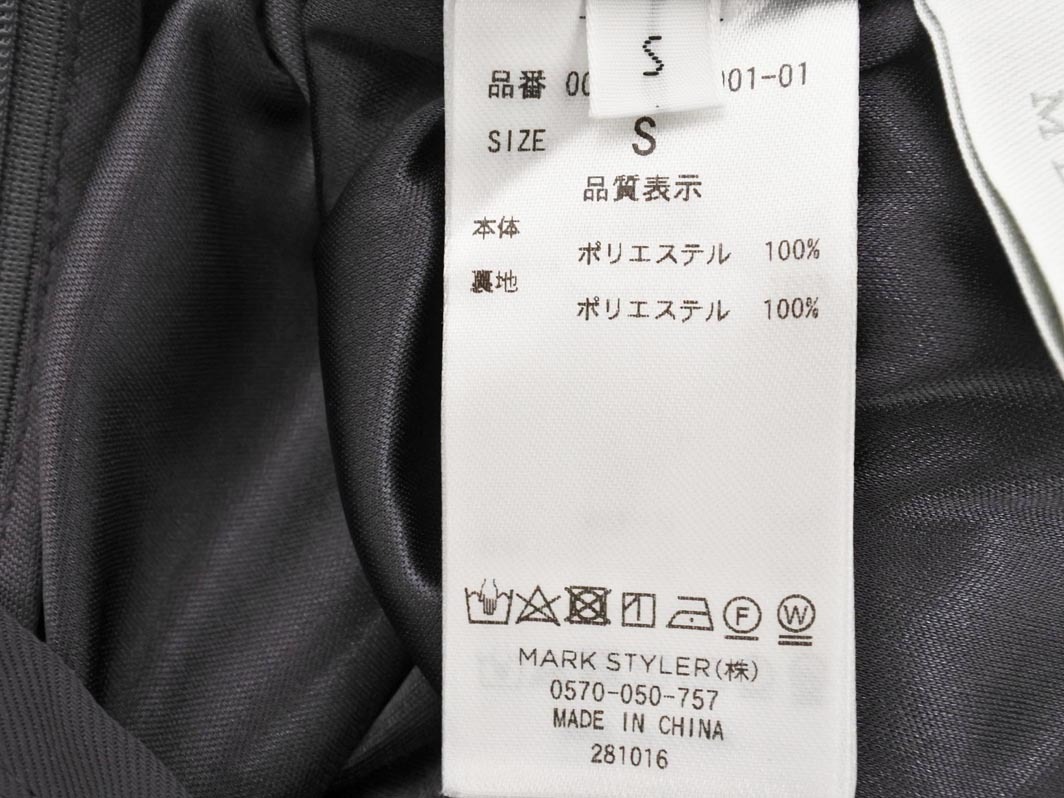 S
品番 00 001-01
SIZE S
品質表示
本体
ポリエステル 100%
裏地
ポリエステル 100%
F W
MARK STYLER(株)
0570-050-757
MADE IN CHINA
281016